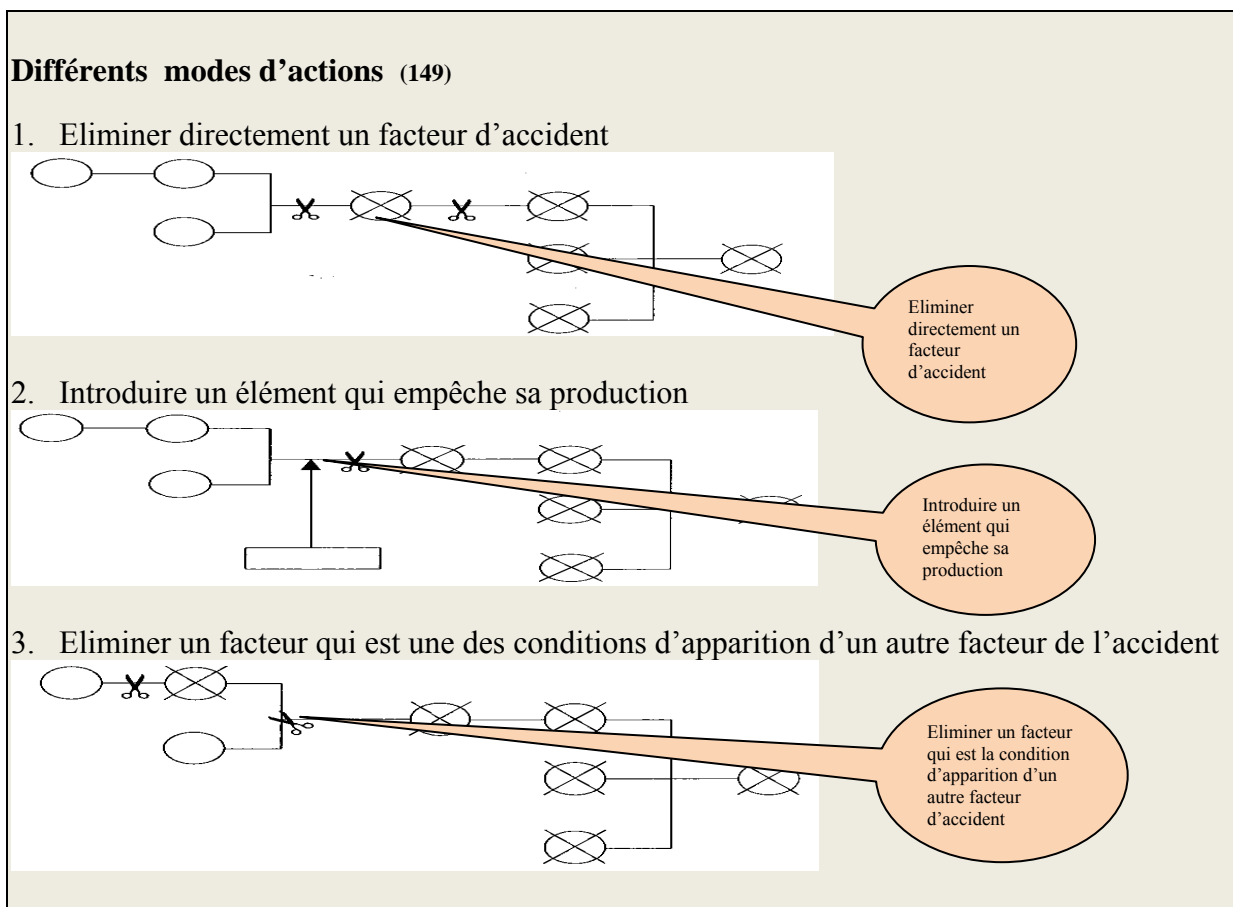 Différents modes d'actions (149)
1. Eliminer directement un facteur d'accident
Eliminer
directement un
facteur
d'accident
2. Introduire un élément qui empêche sa production
Introduire un
élément qui
empêche sa
production
3. Eliminer un facteur qui est une des conditions d'apparition d'un autre facteur de l'accident
Eliminer un facteur
qui est la condition
d'apparition d'un
autre facteur
d'accident